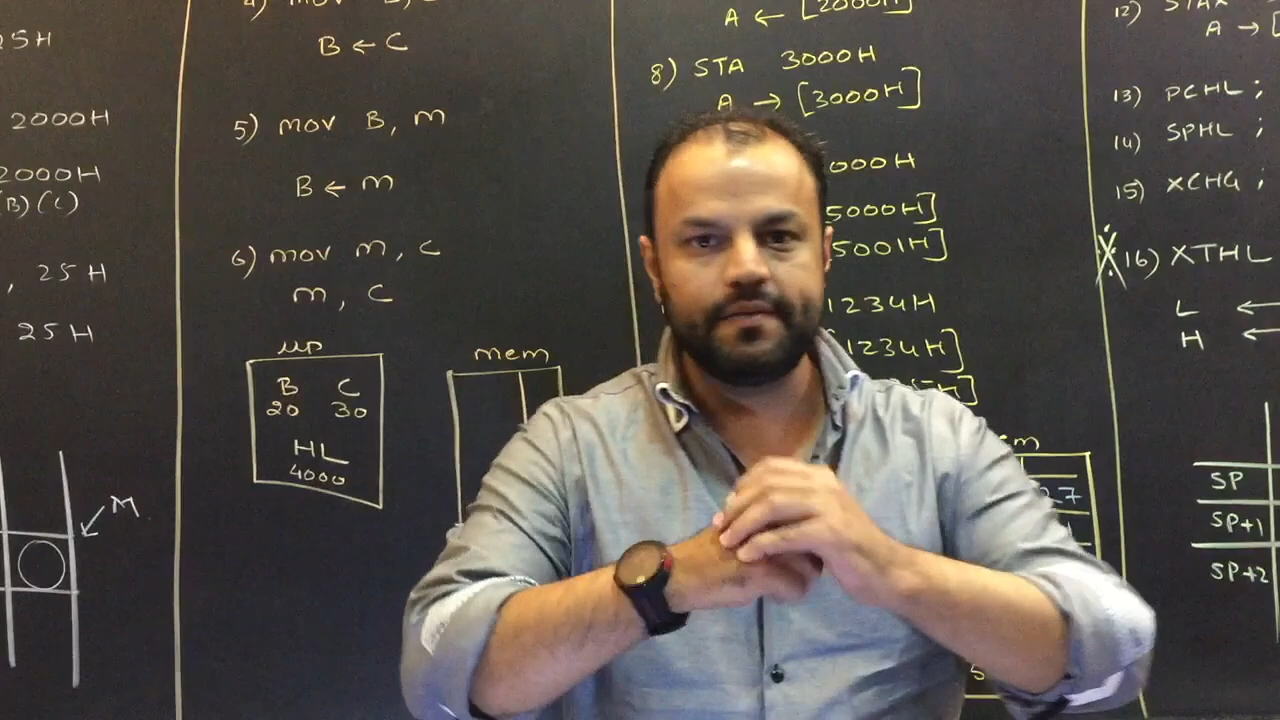 25H
2000H
2000H
(B)(C)
, 25H
25H
M
B ← C
5) mov B, m
B ← m
6) mov m, C
m, C
up
B C
20 30
HL
4000
mem
A ← [2000H]
8) STA 3000H
A → [3000H]
000H
5000H]
5001H]
1234H
1234H]
H]
27
12) STAX
A → [
13) PCHL ;
14) SPHL ;
15) XCHG ;
16) XTHL
L ←
H ←
SP
SP+1
SP+2